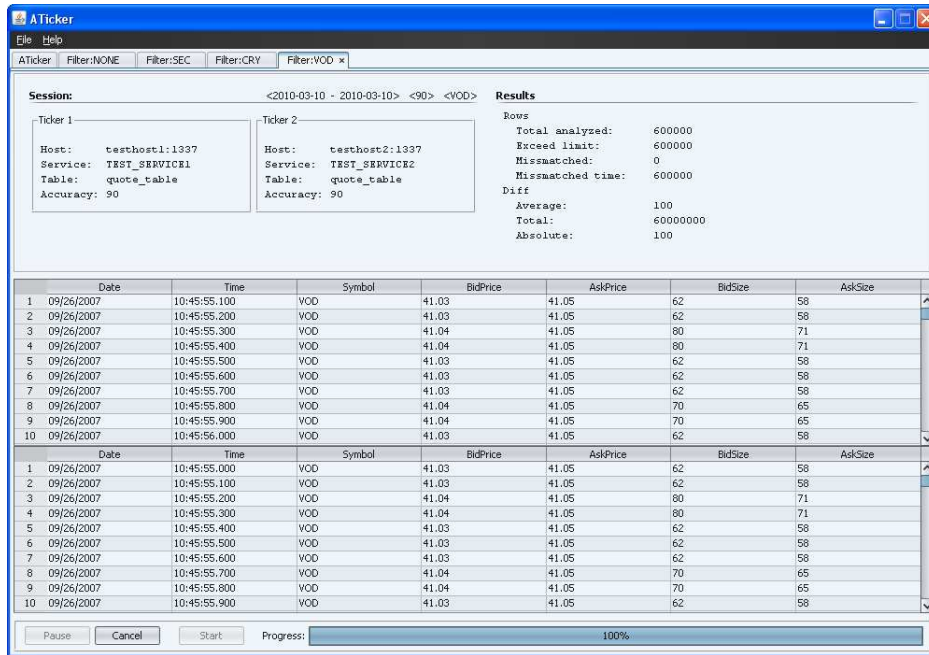 ATicker
File Help
ATicker Filter:NONE Filter:SEC Filter:CRY Filter:VOD ×
Session: <2010-03-10 - 2010-03-10> <90> <VOD>
Ticker 1
Host: testhost1:1337
Service: TEST_SERVICE1
Table: quote_table
Accuracy: 90
Ticker 2
Host: testhost2:1337
Service: TEST_SERVICE2
Table: quote_table
Accuracy: 90
Results
Rows
Total analyzed: 600000
Exceed limit: 600000
Missmatched: 0
Missmatched time: 600000
Diff
Average: 100
Total: 60000000
Absolute: 100
Date Time Symbol BidPrice AskPrice BidSize AskSize
1 09/26/2007 10:45:55.100 VOD 41.03 41.05 62 58
2 09/26/2007 10:45:55.200 VOD 41.03 41.05 62 58
3 09/26/2007 10:45:55.300 VOD 41.04 41.05 80 71
4 09/26/2007 10:45:55.400 VOD 41.04 41.05 80 71
5 09/26/2007 10:45:55.500 VOD 41.03 41.05 62 58
6 09/26/2007 10:45:55.600 VOD 41.03 41.05 62 58
7 09/26/2007 10:45:55.700 VOD 41.03 41.05 62 58
8 09/26/2007 10:45:55.800 VOD 41.04 41.05 70 65
9 09/26/2007 10:45:55.900 VOD 41.04 41.05 70 65
10 09/26/2007 10:45:56.000 VOD 41.03 41.05 62 58
Date Time Symbol BidPrice AskPrice BidSize AskSize
1 09/26/2007 10:45:55.000 VOD 41.03 41.05 62 58
2 09/26/2007 10:45:55.100 VOD 41.03 41.05 62 58
3 09/26/2007 10:45:55.200 VOD 41.04 41.05 80 71
4 09/26/2007 10:45:55.300 VOD 41.04 41.05 80 71
5 09/26/2007 10:45:55.400 VOD 41.03 41.05 62 58
6 09/26/2007 10:45:55.500 VOD 41.03 41.05 62 58
7 09/26/2007 10:45:55.600 VOD 41.03 41.05 62 58
8 09/26/2007 10:45:55.700 VOD 41.04 41.05 70 65
9 09/26/2007 10:45:55.800 VOD 41.04 41.05 70 65
10 09/26/2007 10:45:55.900 VOD 41.03 41.05 62 58
Pause Cancel Start Progress: 100%